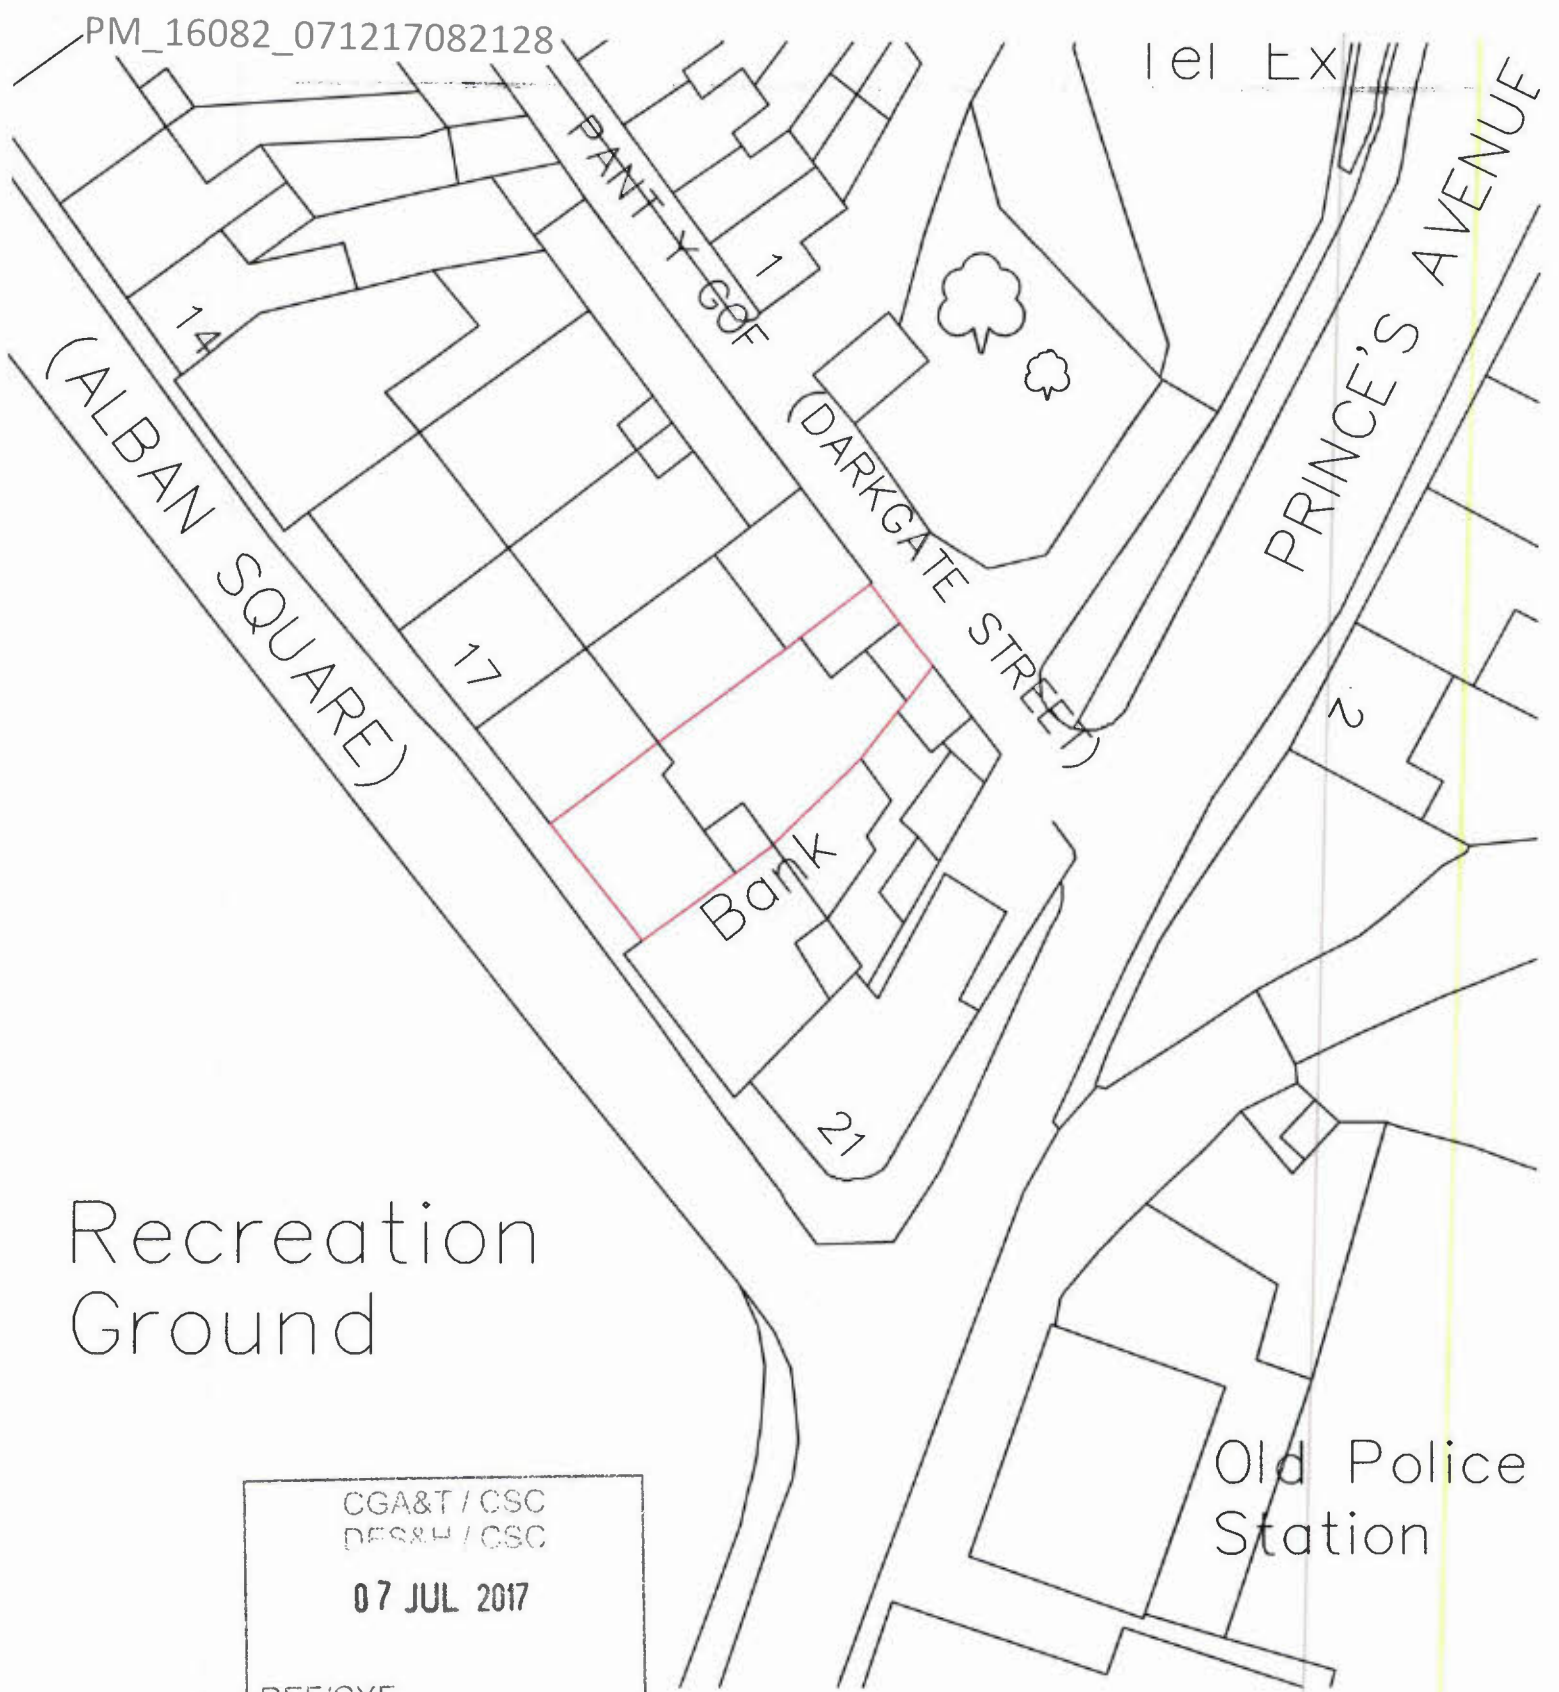 PM_16082_071217082128
Tel Ex
PRINCE'S AVENUE
PANT Y GOF
1
14
(ALBAN SQUARE)
(DARKGATE STREET)
17
2
Bank
21
Recreation
Ground
Old Police
Station
CGA&T / CSC
DES&H / CSC
07 JUL 2017